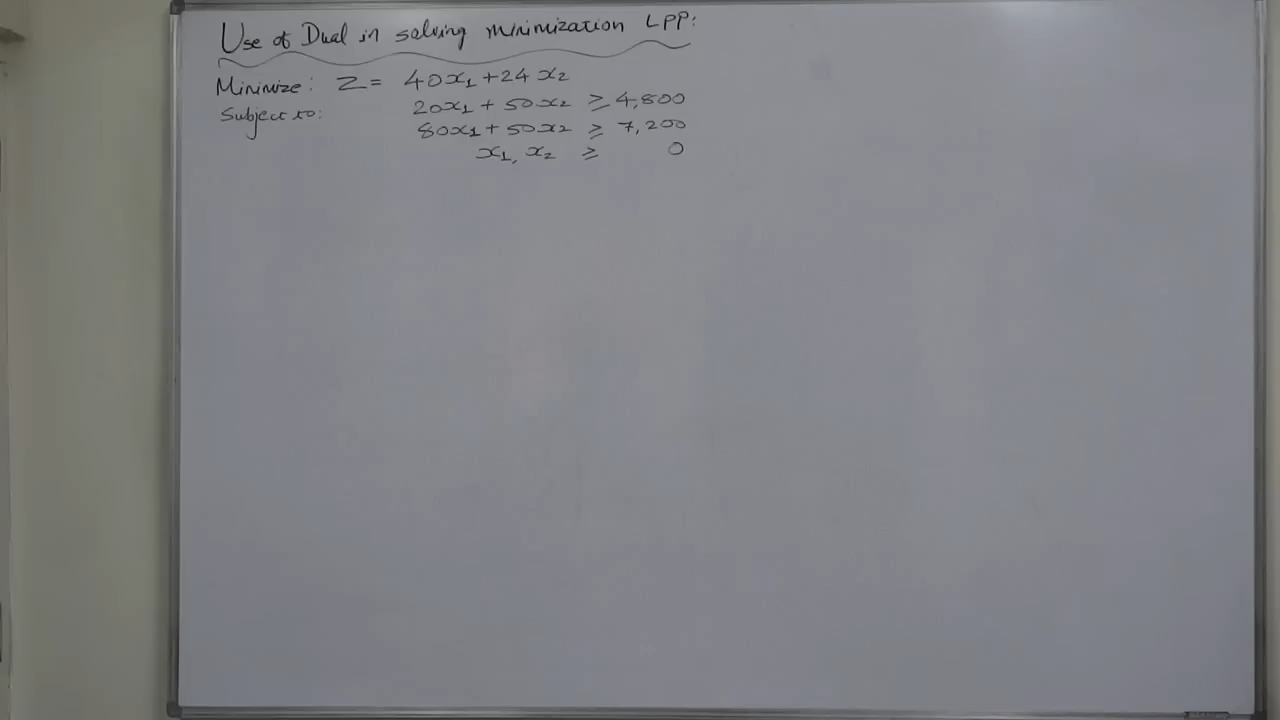 Use of Dual in solving minimization LPP:
Minimize: Z = 40x₁ + 24x₂
Subject to: 20x₁ + 50x₂ ≥ 4,800
80x₁ + 50x₂ ≥ 7,200
x₁, x₂ ≥ 0